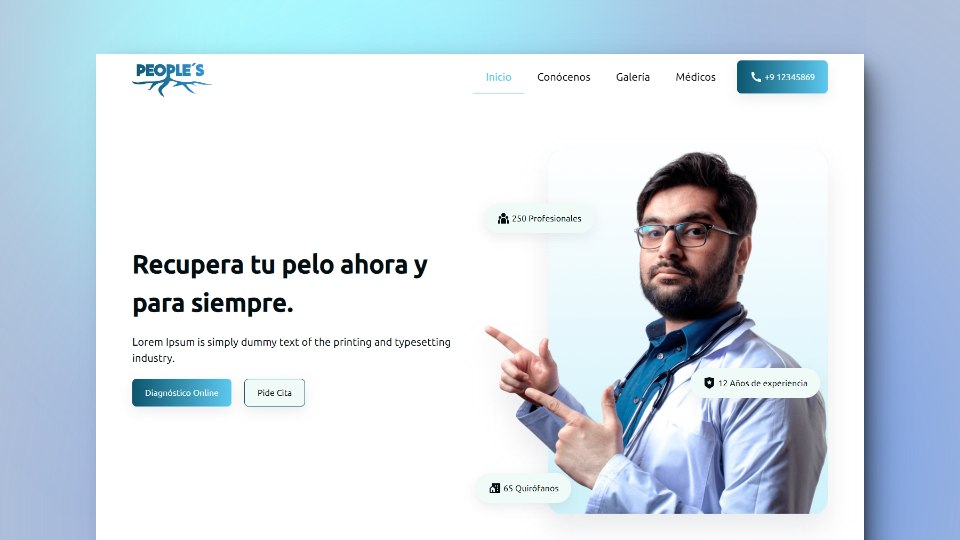 PEOPLE´S
Inicio
Conócenos
Galería
Médicos
+9 12345869
250 Profesionales
Recupera tu pelo ahora y
para siempre.
Lorem Ipsum is simply dummy text of the printing and typesetting
industry.
Diagnóstico Online
Pide Cita
12 Años de experiencia
65 Quirófanos